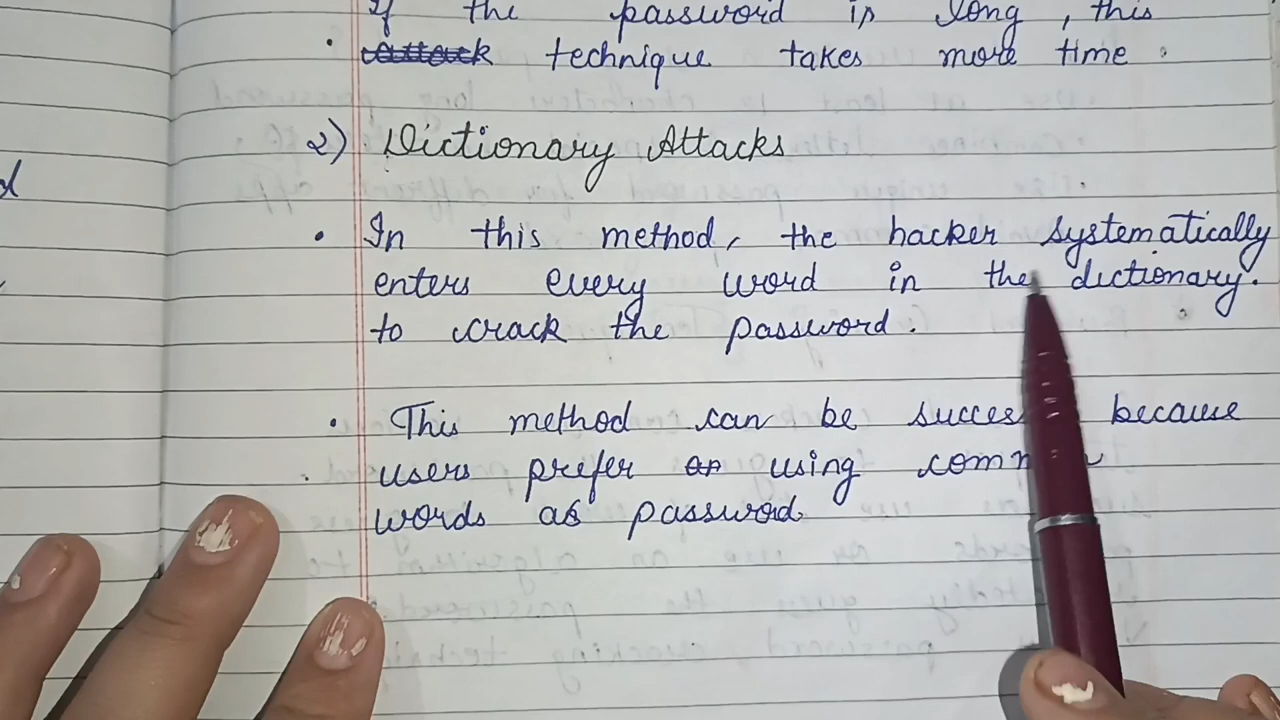 If the password is long, this
technique takes more time.
2) Dictionary Attacks
• In this method, the hacker systematically
enters every word in the dictionary.
to crack the password.
• This method can be because
users prefer using
words as password